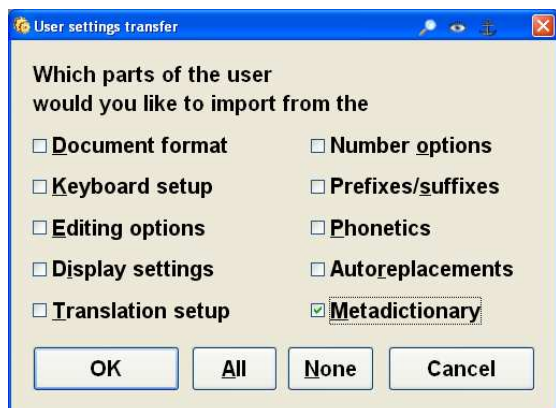 User settings transfer
Which parts of the user
would you like to import from the
Document format
Number options
Keyboard setup
Prefixes/suffixes
Editing options
Phonetics
Display settings
Autoreplacements
Translation setup
Metadictionary
OK
All
None
Cancel